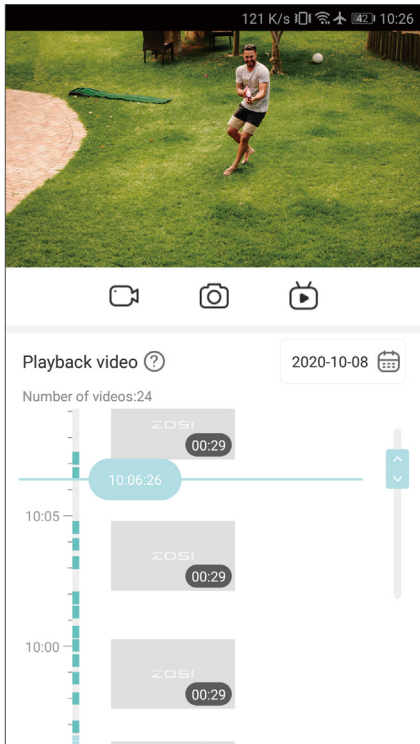 121 K/s 42 10:26
Playback video ?
2020-10-08
Number of videos:24
ZOSI
00:29
10:06:26
10:05
ZOSI
00:29
10:00
ZOSI
00:29